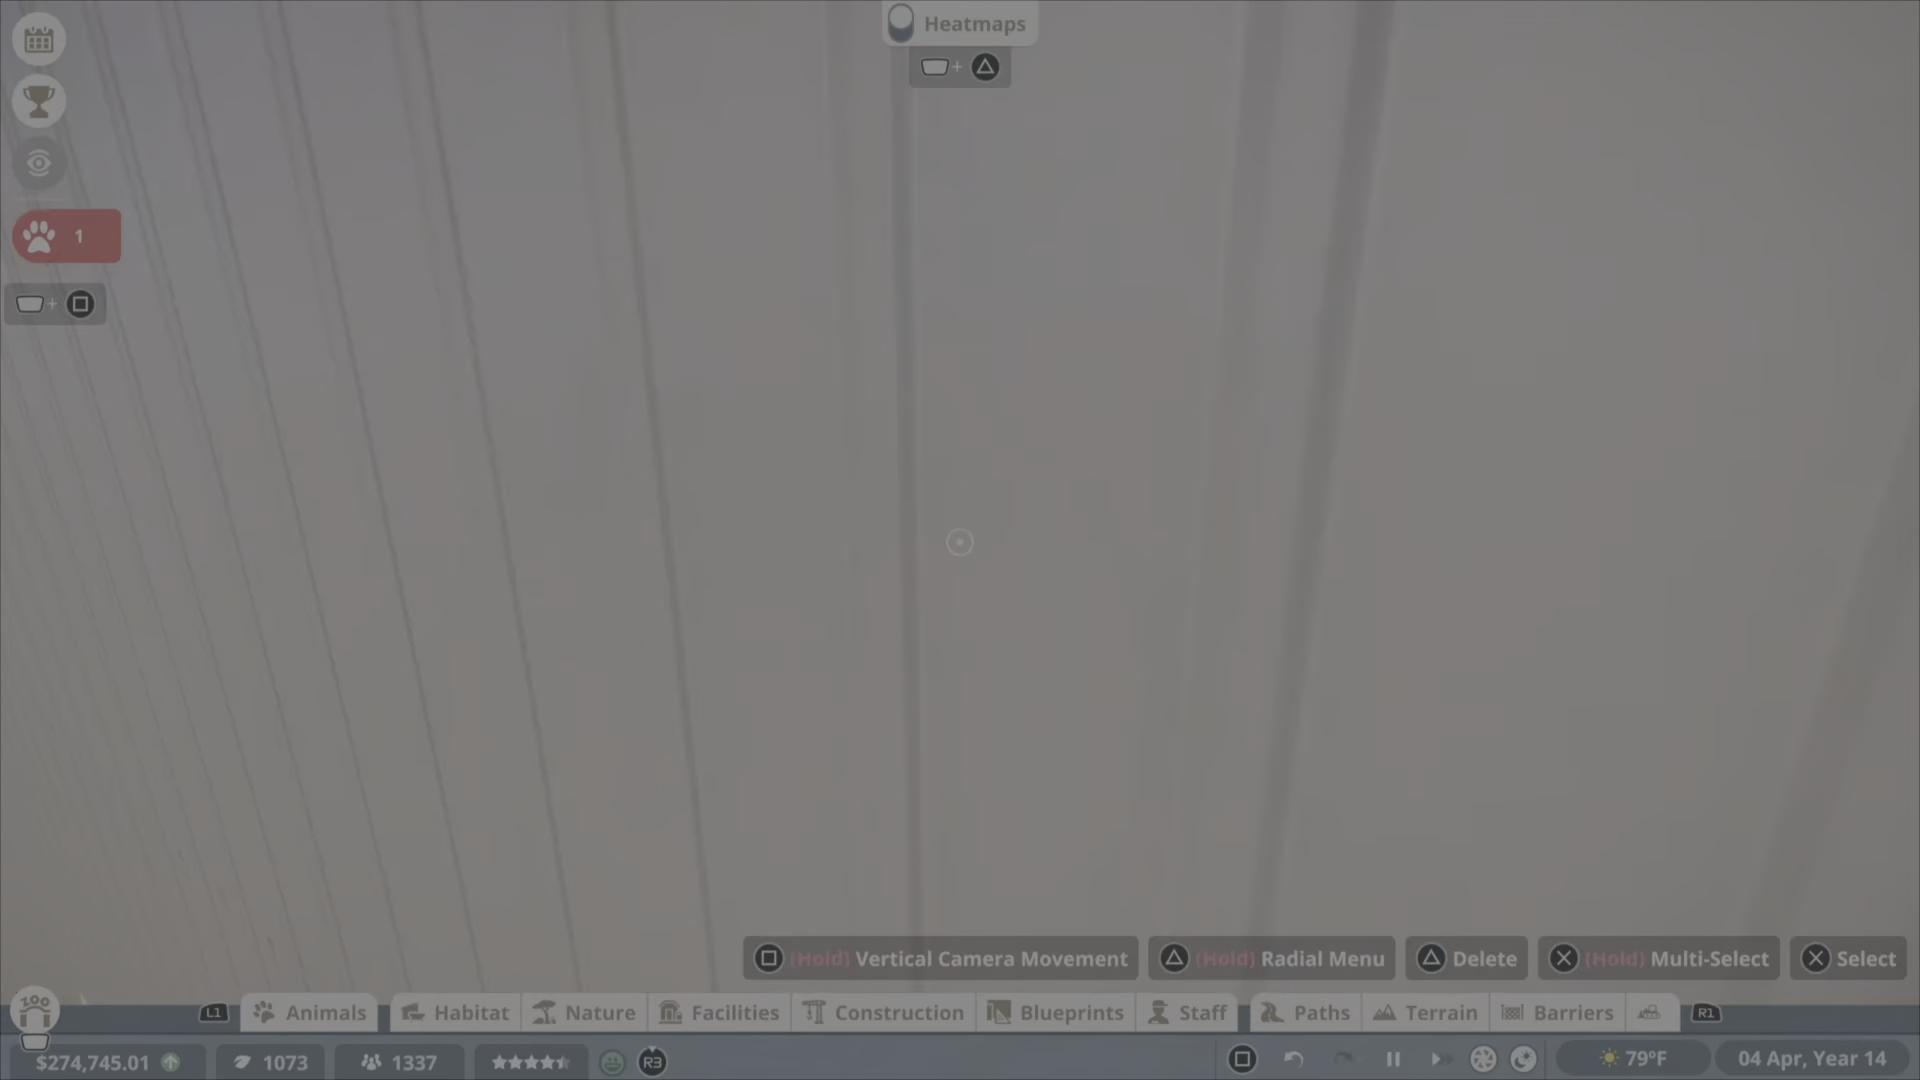 Heatmaps
+
1
+
(Hold) Vertical Camera Movement
(Hold) Radial Menu
Delete
(Hold) Multi-Select
Select
ZOO
L1
Animals
Habitat
Nature
Facilities
Construction
Blueprints
Staff
Paths
Terrain
Barriers
R1
$274,745.01
1073
1337
R3
79°F
04 Apr, Year 14